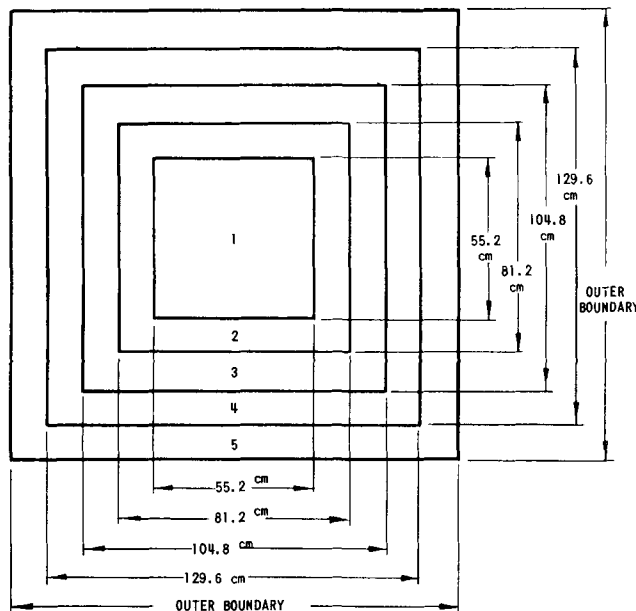 1
2
3
4
5
55.2
cm
81.2
cm
104.8
cm
129.6
cm
OUTER
BOUNDARY
55.2 cm
81.2 cm
104.8 cm
129.6 cm
OUTER BOUNDARY